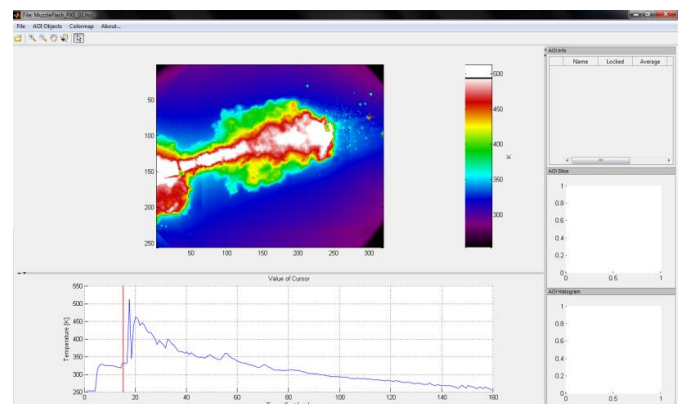 File: MuzzleFlash_PXE_01.hcc
File AOI Objects Colormap About...
AOI Info
Name Locked Average
50
100
150
200
250
50 100 150 200 250 300
500
450
400
350
300
K
AOI Slice
1
0.8
0.6
0.4
0.2
0
0 0.5 1
Value of Cursor
550
500
450
400
350
300
250
Temperature [K]
0 20 40 60 80 100 120 140 160
AOI Histogram
1
0.8
0.6
0.4
0.2
0
0 0.5 1